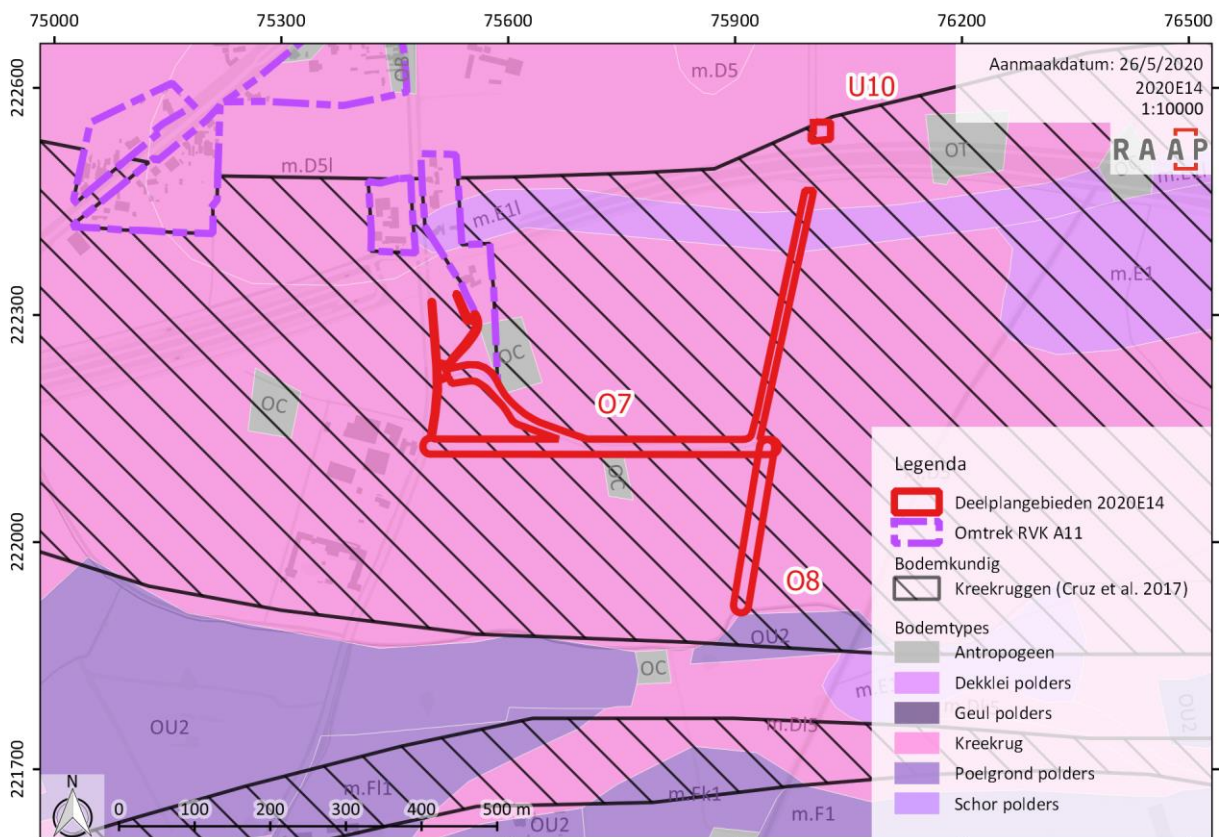 75000 75300 75600 75900 76200 76500
222600
222300
222000
221700
Aanmaakdatum: 26/5/2020
2020E14
1:10000
RAAP
U10
m.D5
OB
OT
m.D5l
m.E1l
m.E1
OC
OC
O7
OC
O8
OU2
OC
OU2
m.Dl5
m.Fl1
m.Fk1
m.F1
OU2
OU2
Legenda
Deelplangebieden 2020E14
Omtrek RVK A11
Bodemkundig
Kreekruggen (Cruz et al. 2017)
Bodemtypes
Antropogeen
Dekklei polders
Geul polders
Kreekrug
Poelgrond polders
Schor polders
N
0 100 200 300 400 500 m